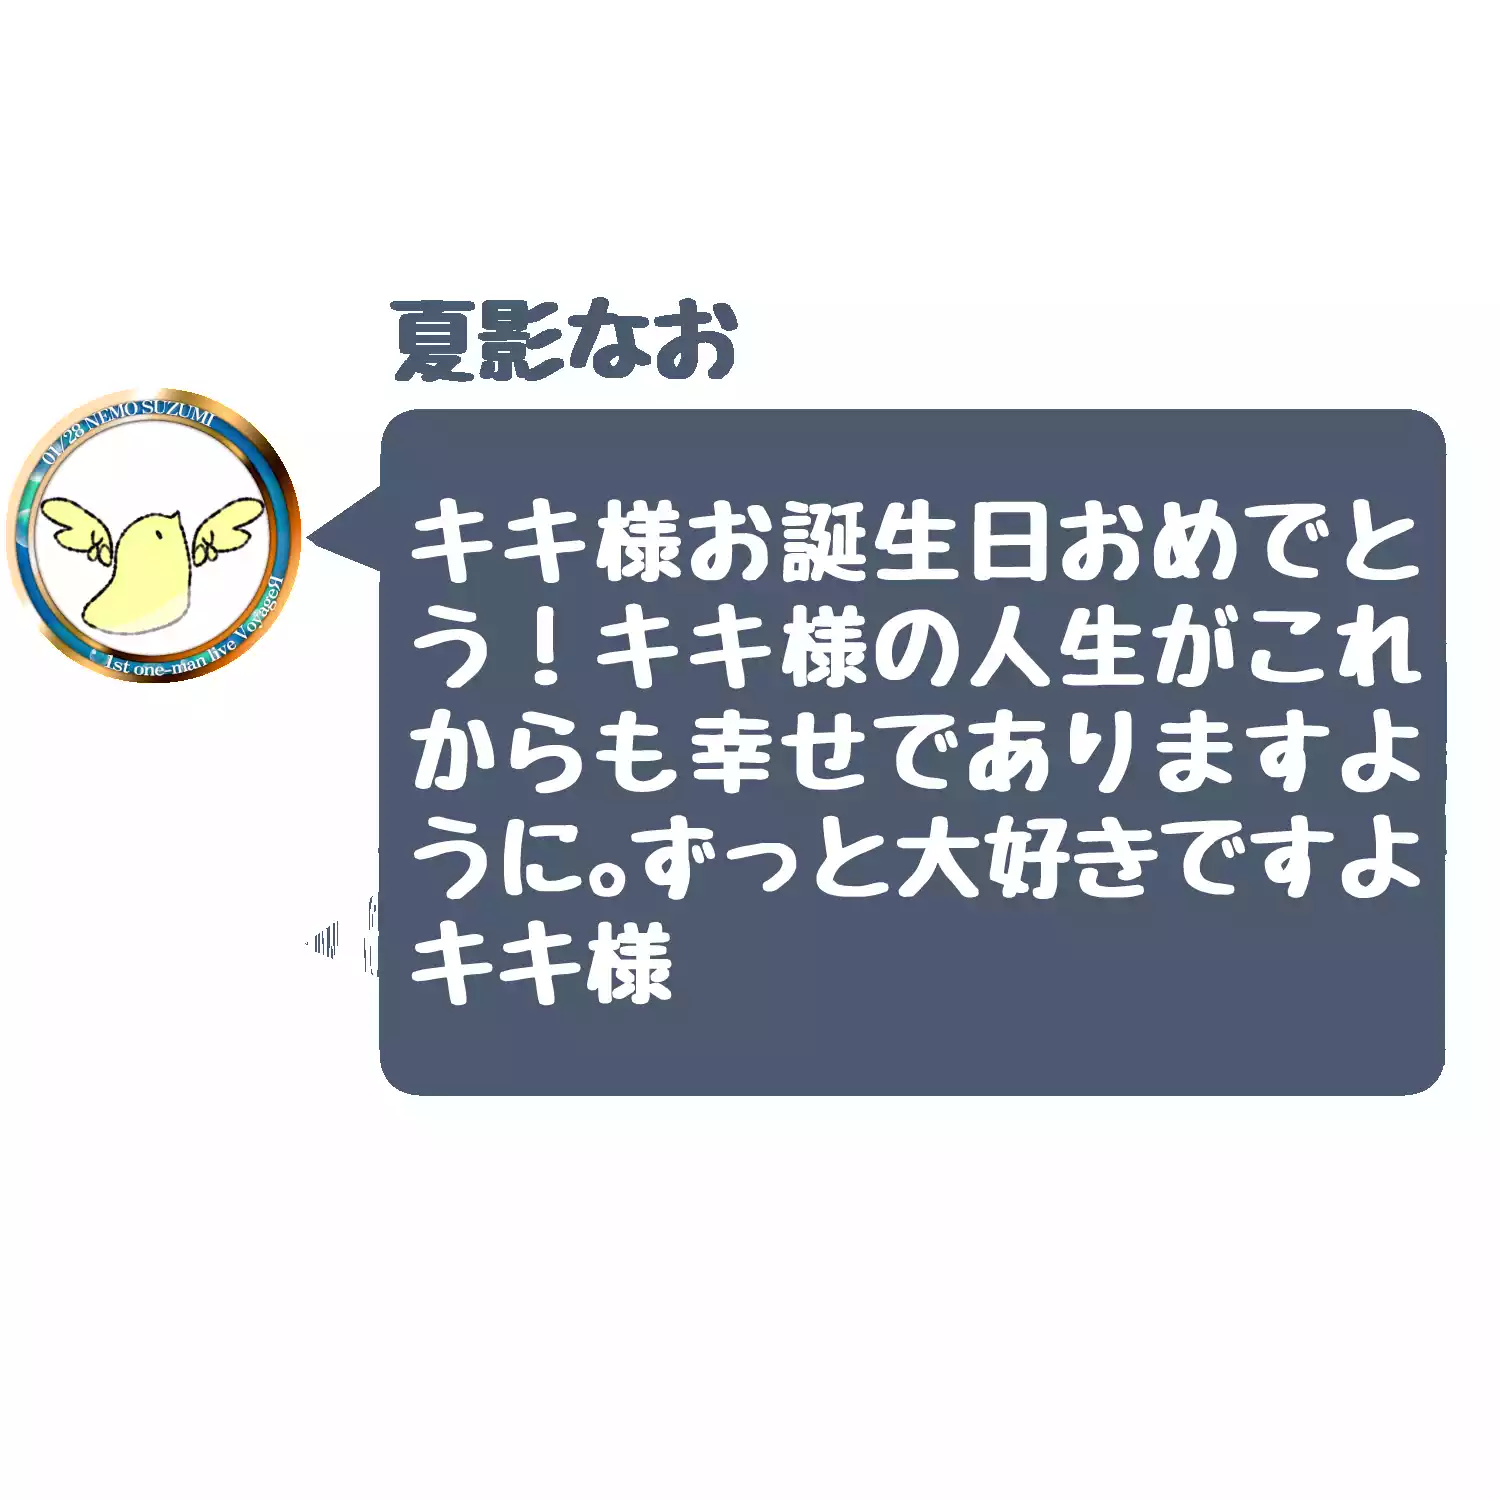 夏影なお
01/28 NEMO SUZUMI
1st one-man live VoyageR
キキ様お誕生日おめでと
う！キキ様の人生がこれ
からも幸せでありますよ
うに。ずっと大好きですよ
キキ様